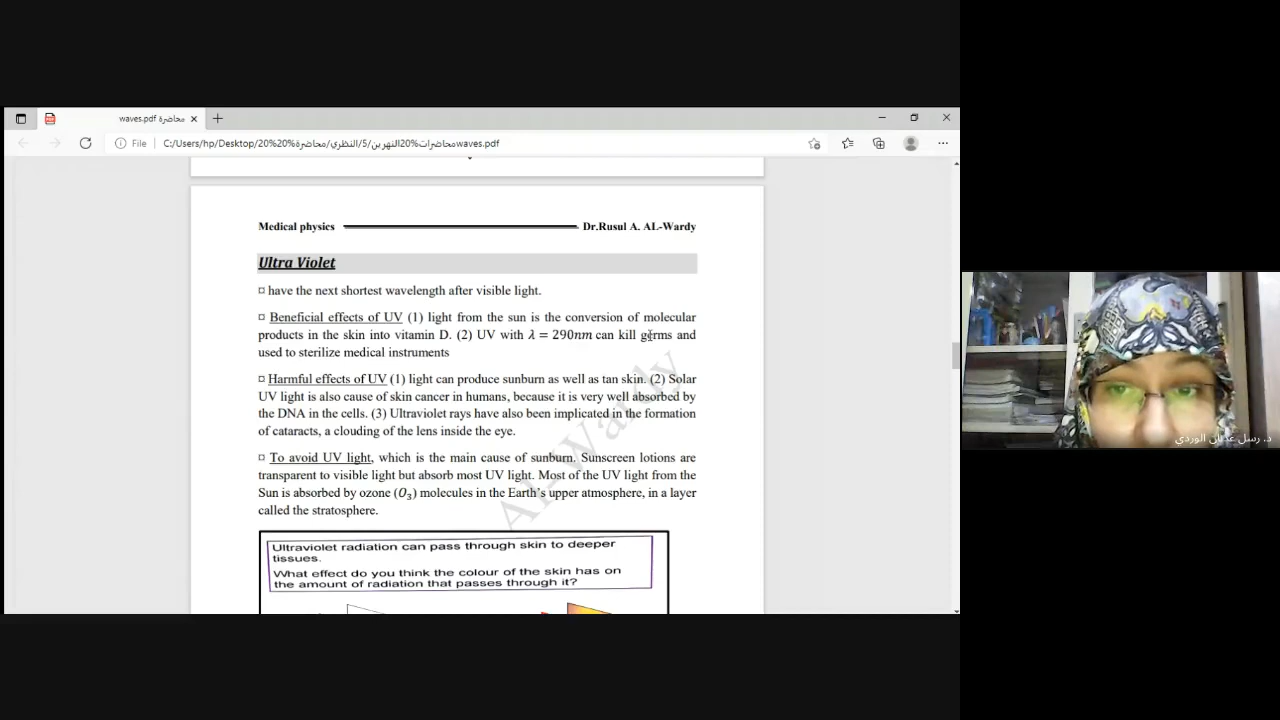 محاضرة waves.pdf
File
C:/Users/hp/Desktop/20%20%محاضرات%20النهرين/5/النظري/محاضرةwaves.pdf
Medical physics
Dr.Rusul A. AL-Wardy
Ultra Violet
¤ have the next shortest wavelength after visible light.
¤ Beneficial effects of UV (1) light from the sun is the conversion of molecular
products in the skin into vitamin D. (2) UV with λ = 290nm can kill germs and
used to sterilize medical instruments
¤ Harmful effects of UV (1) light can produce sunburn as well as tan skin. (2) Solar
UV light is also cause of skin cancer in humans, because it is very well absorbed by
the DNA in the cells. (3) Ultraviolet rays have also been implicated in the formation
of cataracts, a clouding of the lens inside the eye.
¤ To avoid UV light, which is the main cause of sunburn. Sunscreen lotions are
transparent to visible light but absorb most UV light. Most of the UV light from the
Sun is absorbed by ozone (O₃) molecules in the Earth's upper atmosphere, in a layer
called the stratosphere.
Al-Wardy
Ultraviolet radiation can pass through skin to deeper
tissues.
What effect do you think the colour of the skin has on
the amount of radiation that passes through it?
د. رسل عدنان الوردي